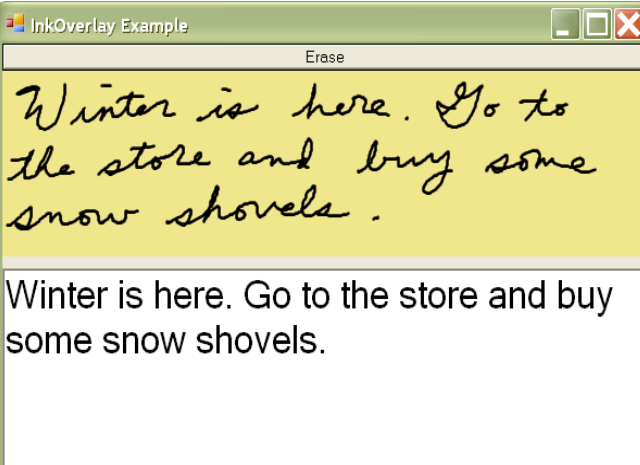 InkOverlay Example
Erase
Winter is here. Go to
the store and buy some
snow shovels.
Winter is here. Go to the store and buy
some snow shovels.